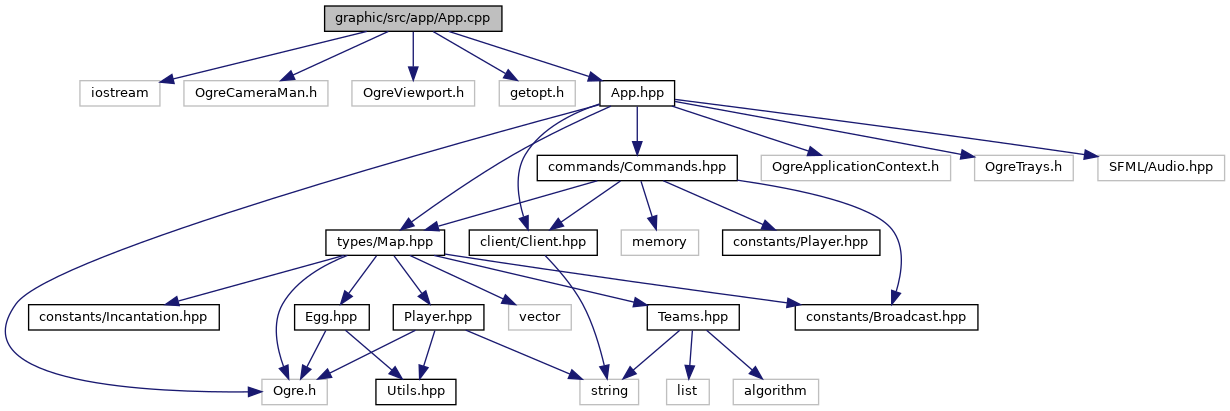 graphic/src/app/App.cpp
iostream
OgreCameraMan.h
OgreViewport.h
getopt.h
App.hpp
commands/Commands.hpp
OgreApplicationContext.h
OgreTrays.h
SFML/Audio.hpp
types/Map.hpp
client/Client.hpp
memory
constants/Player.hpp
constants/Incantation.hpp
Egg.hpp
Player.hpp
vector
Teams.hpp
constants/Broadcast.hpp
Ogre.h
Utils.hpp
string
list
algorithm